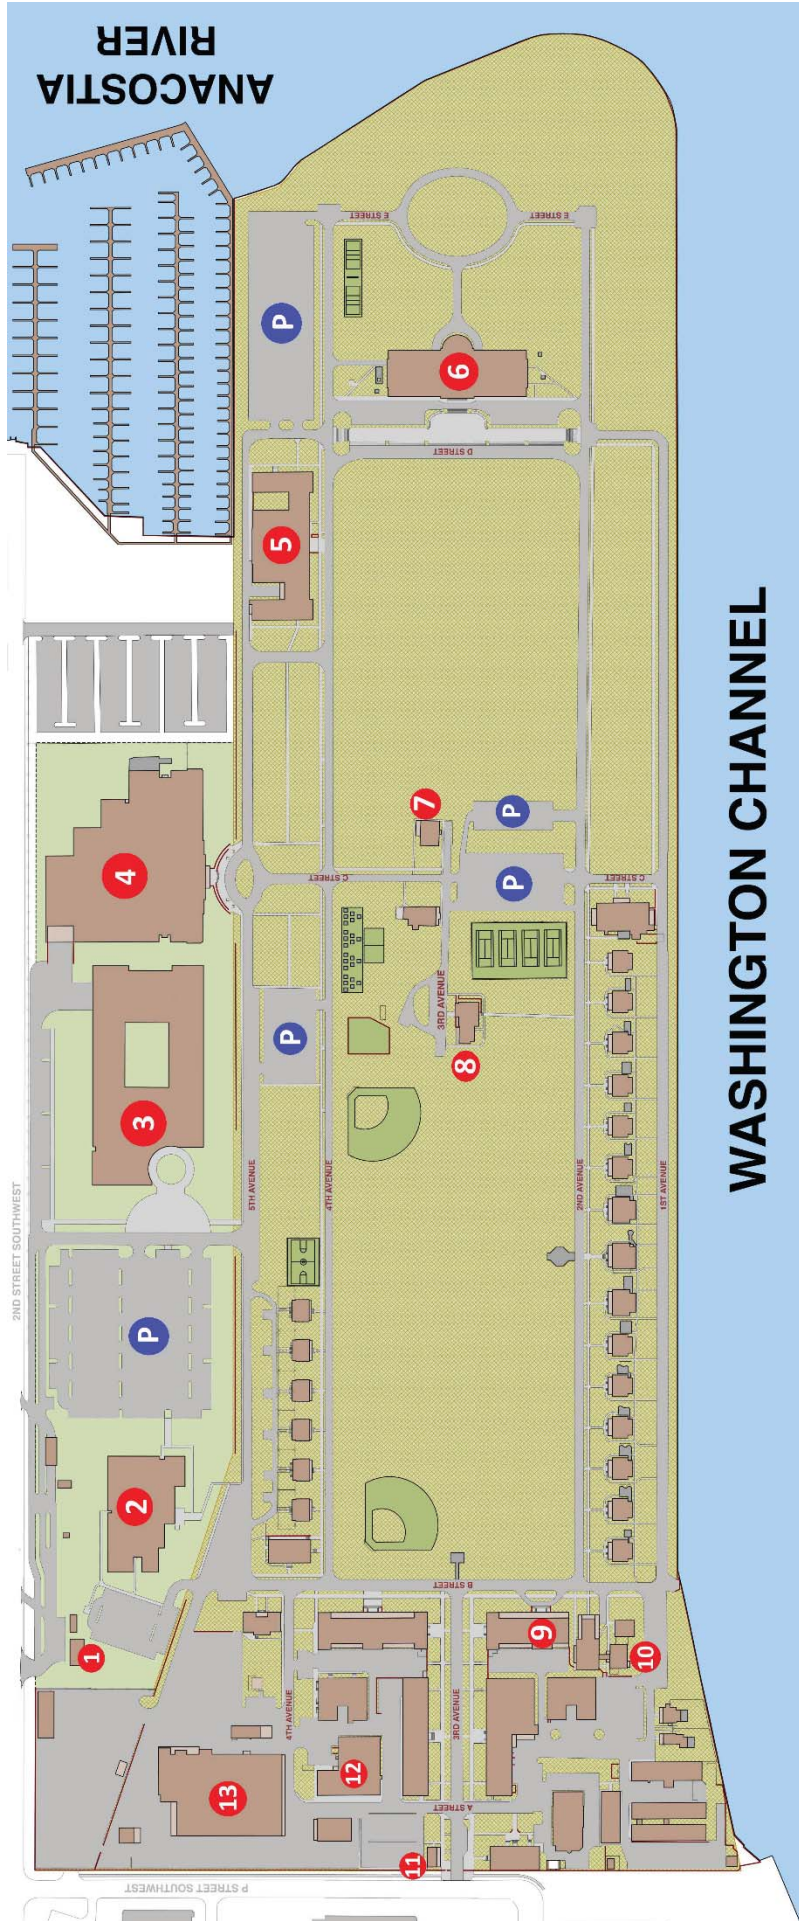 ANACOSTIA
RIVER
E STREET
E STREET
P
6
D STREET
5
WASHINGTON CHANNEL
4
7
P
P
C STREET
C STREET
3RD AVENUE
P
8
3
2ND STREET SOUTHWEST
5TH AVENUE
4TH AVENUE
2ND AVENUE
1ST AVENUE
P
2
B STREET
1
9
10
4TH AVENUE
3RD AVENUE
12
13
A STREET
11
P STREET SOUTHWEST